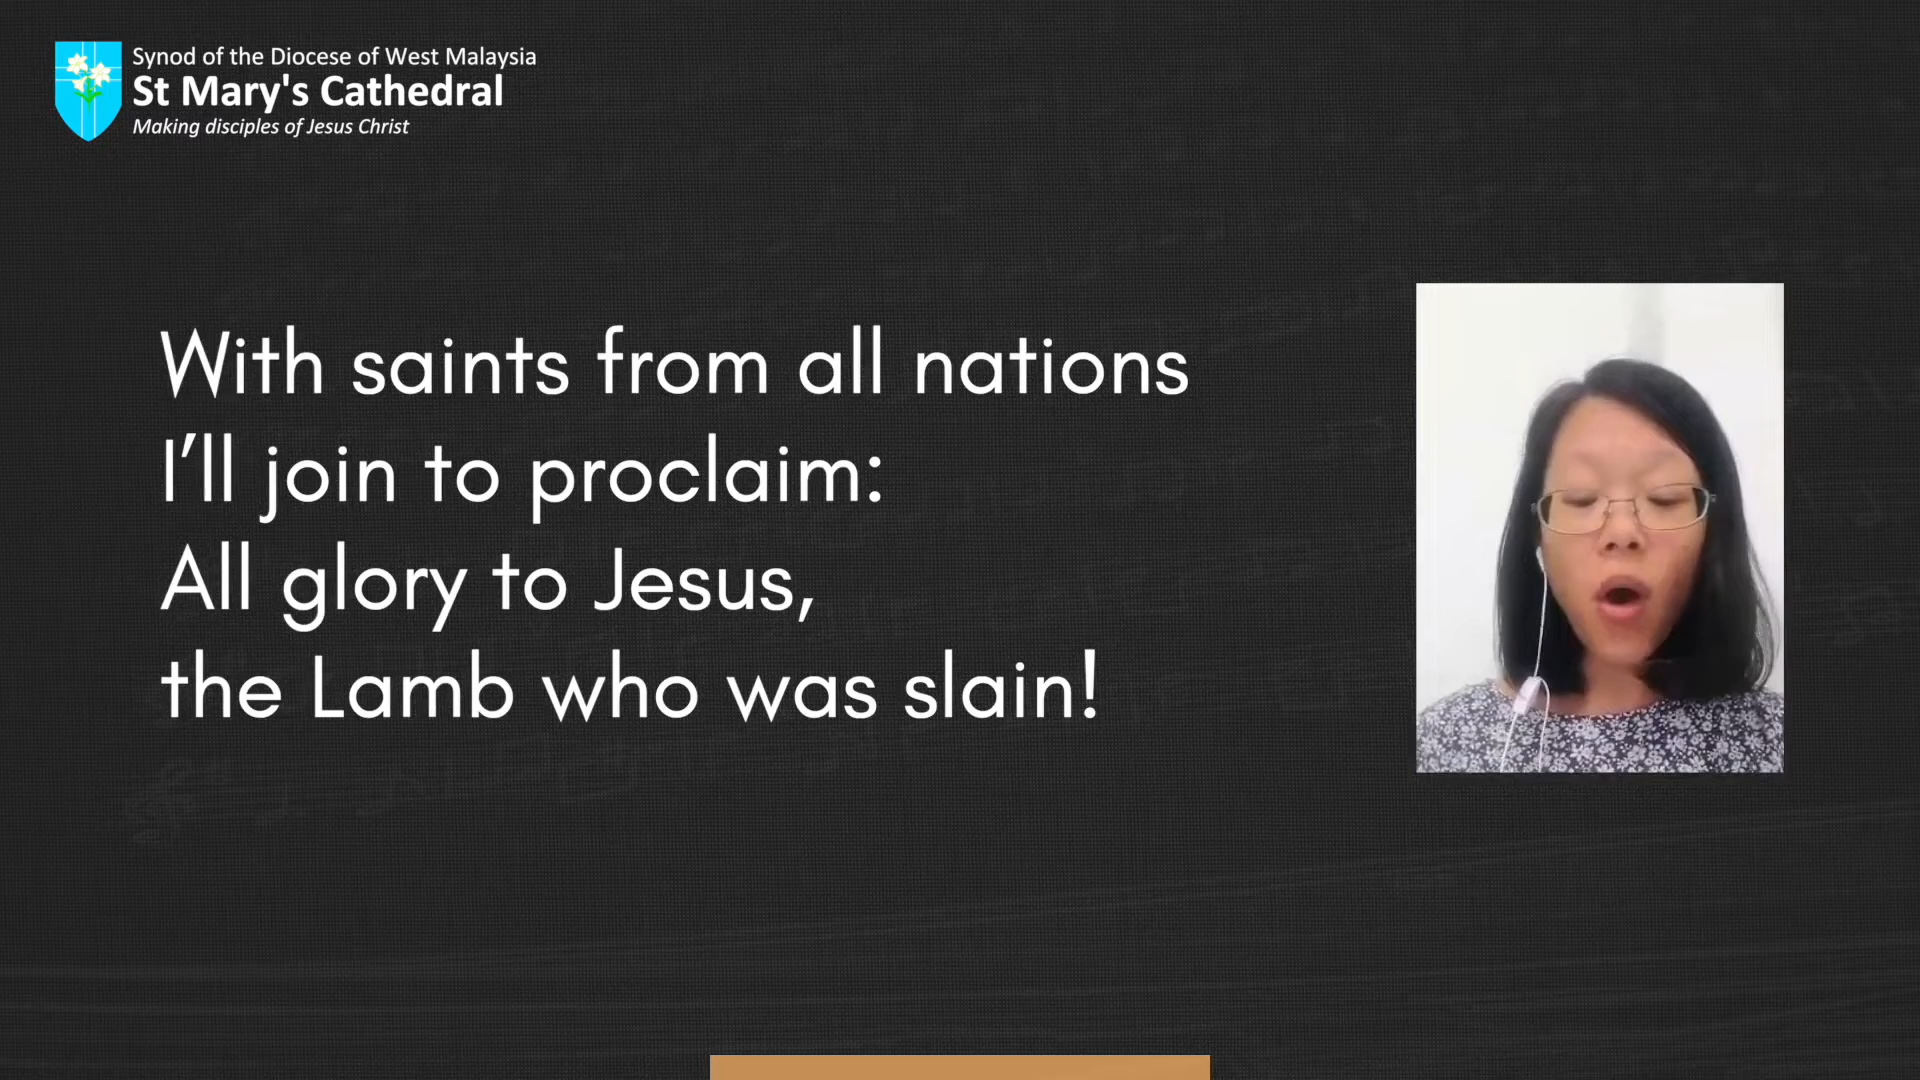 Synod of the Diocese of West Malaysia
St Mary's Cathedral
Making disciples of Jesus Christ
With saints from all nations
I’ll join to proclaim:
All glory to Jesus,
the Lamb who was slain!